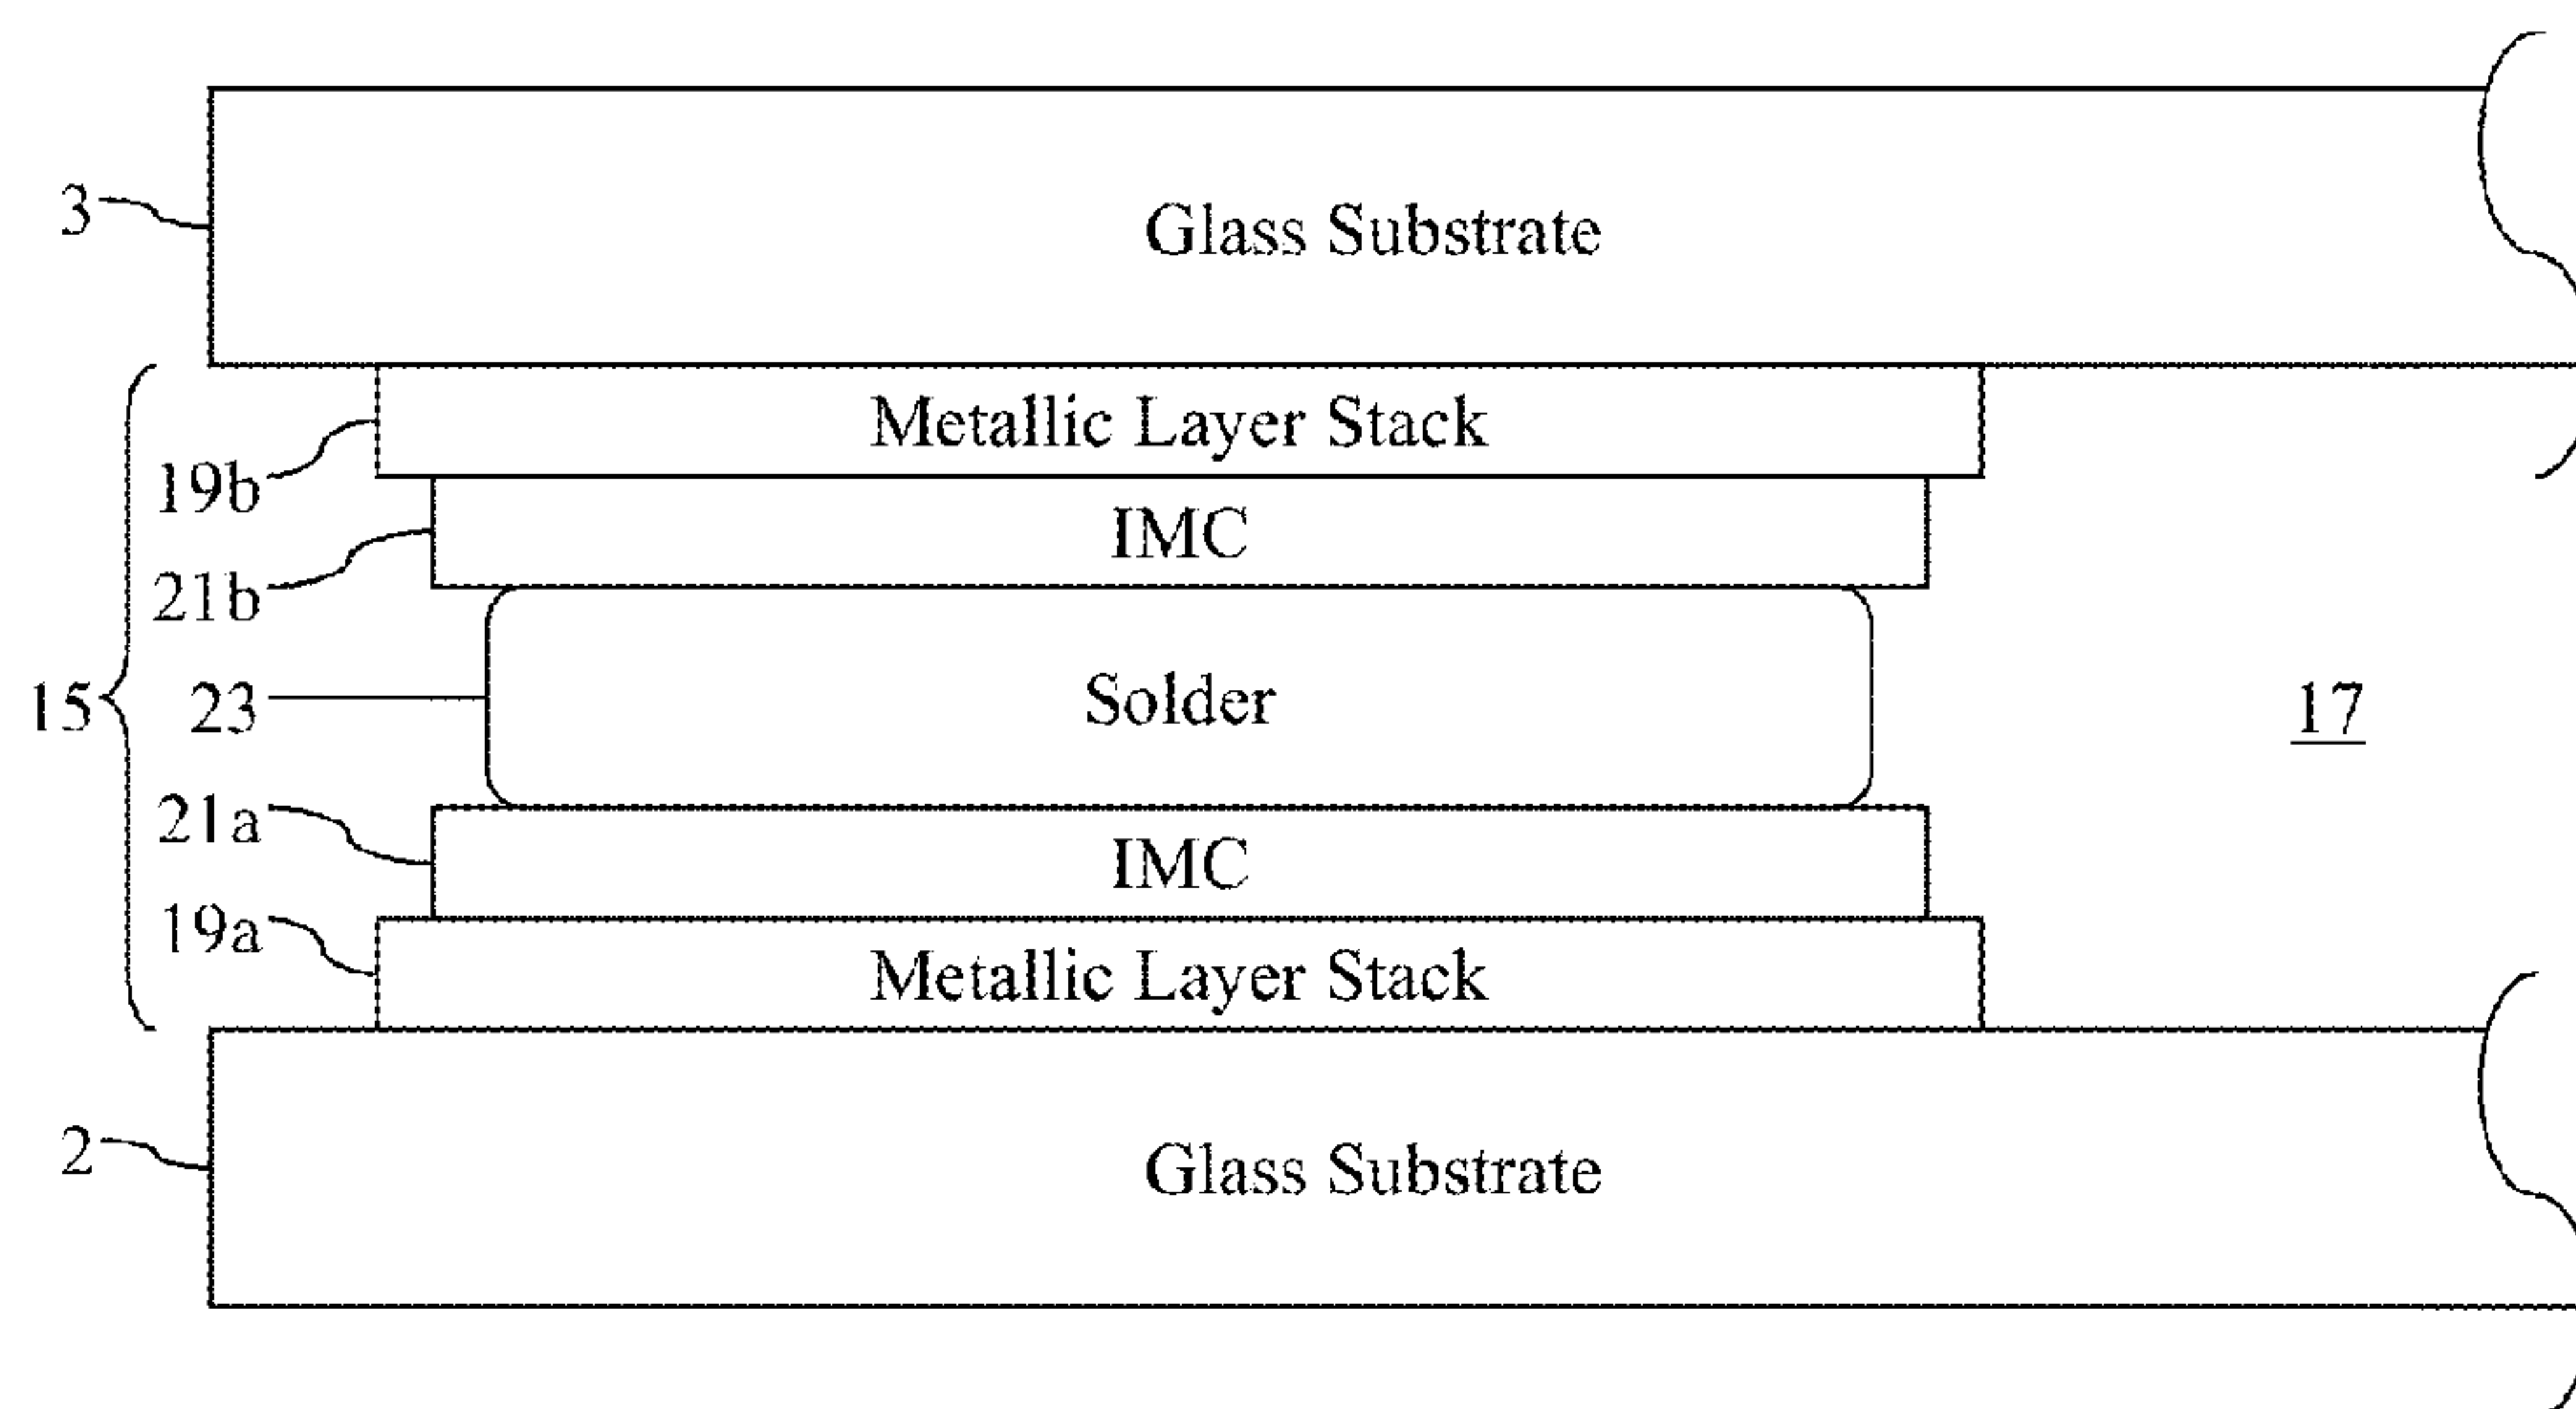 3
Glass Substrate
Metallic Layer Stack
19b
IMC
21b
15
23
Solder
17
21a
IMC
19a
Metallic Layer Stack
2
Glass Substrate